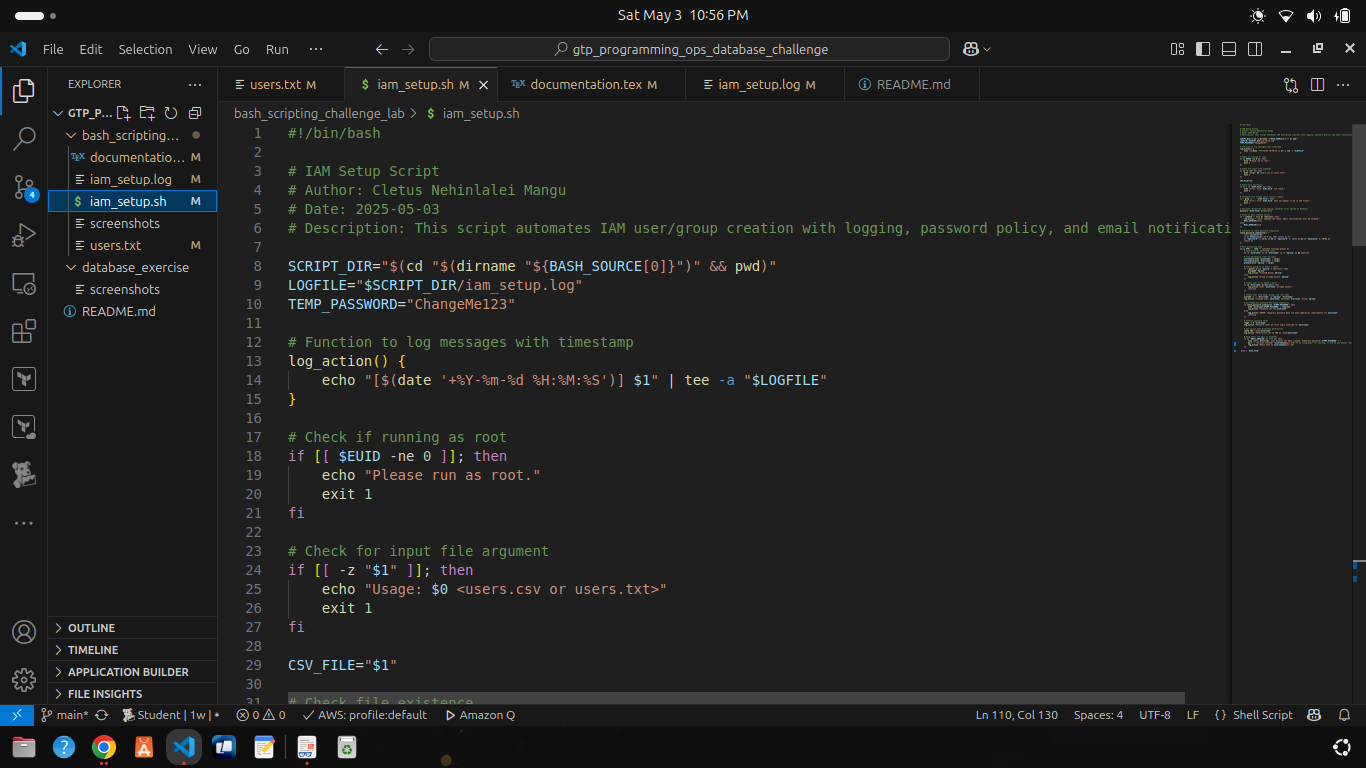 Sat May 3 10:56 PM
File Edit Selection View Go Run ···
gtp_programming_ops_database_challenge
EXPLORER
GTP_P...
bash_scripting...
TEX documentatio... M
iam_setup.log M
$ iam_setup.sh M
screenshots
users.txt M
database_exercise
screenshots
README.md
OUTLINE
TIMELINE
APPLICATION BUILDER
FILE INSIGHTS
4
users.txt M
$ iam_setup.sh M
TEX documentation.tex M
iam_setup.log M
README.md
bash_scripting_challenge_lab > $ iam_setup.sh
1 #!/bin/bash
2
3 # IAM Setup Script
4 # Author: Cletus Nehinlalei Mangu
5 # Date: 2025-05-03
6 # Description: This script automates IAM user/group creation with logging, password policy, and email notificati
7
8 SCRIPT_DIR="$(cd "$(dirname "${BASH_SOURCE[0]}")" && pwd)"
9 LOGFILE="$SCRIPT_DIR/iam_setup.log"
10 TEMP_PASSWORD="ChangeMe123"
11
12 # Function to log messages with timestamp
13 log_action() {
14 echo "[$(date '+%Y-%m-%d %H:%M:%S')] $1" | tee -a "$LOGFILE"
15 }
16
17 # Check if running as root
18 if [[ $EUID -ne 0 ]]; then
19 echo "Please run as root."
20 exit 1
21 fi
22
23 # Check for input file argument
24 if [[ -z "$1" ]]; then
25 echo "Usage: $0 <users.csv or users.txt>"
26 exit 1
27 fi
28
29 CSV_FILE="$1"
30
31 # Check file existence
main* Student | 1w | • 0 0 AWS: profile:default Amazon Q
Ln 110, Col 130 Spaces: 4 UTF-8 LF {} Shell Script